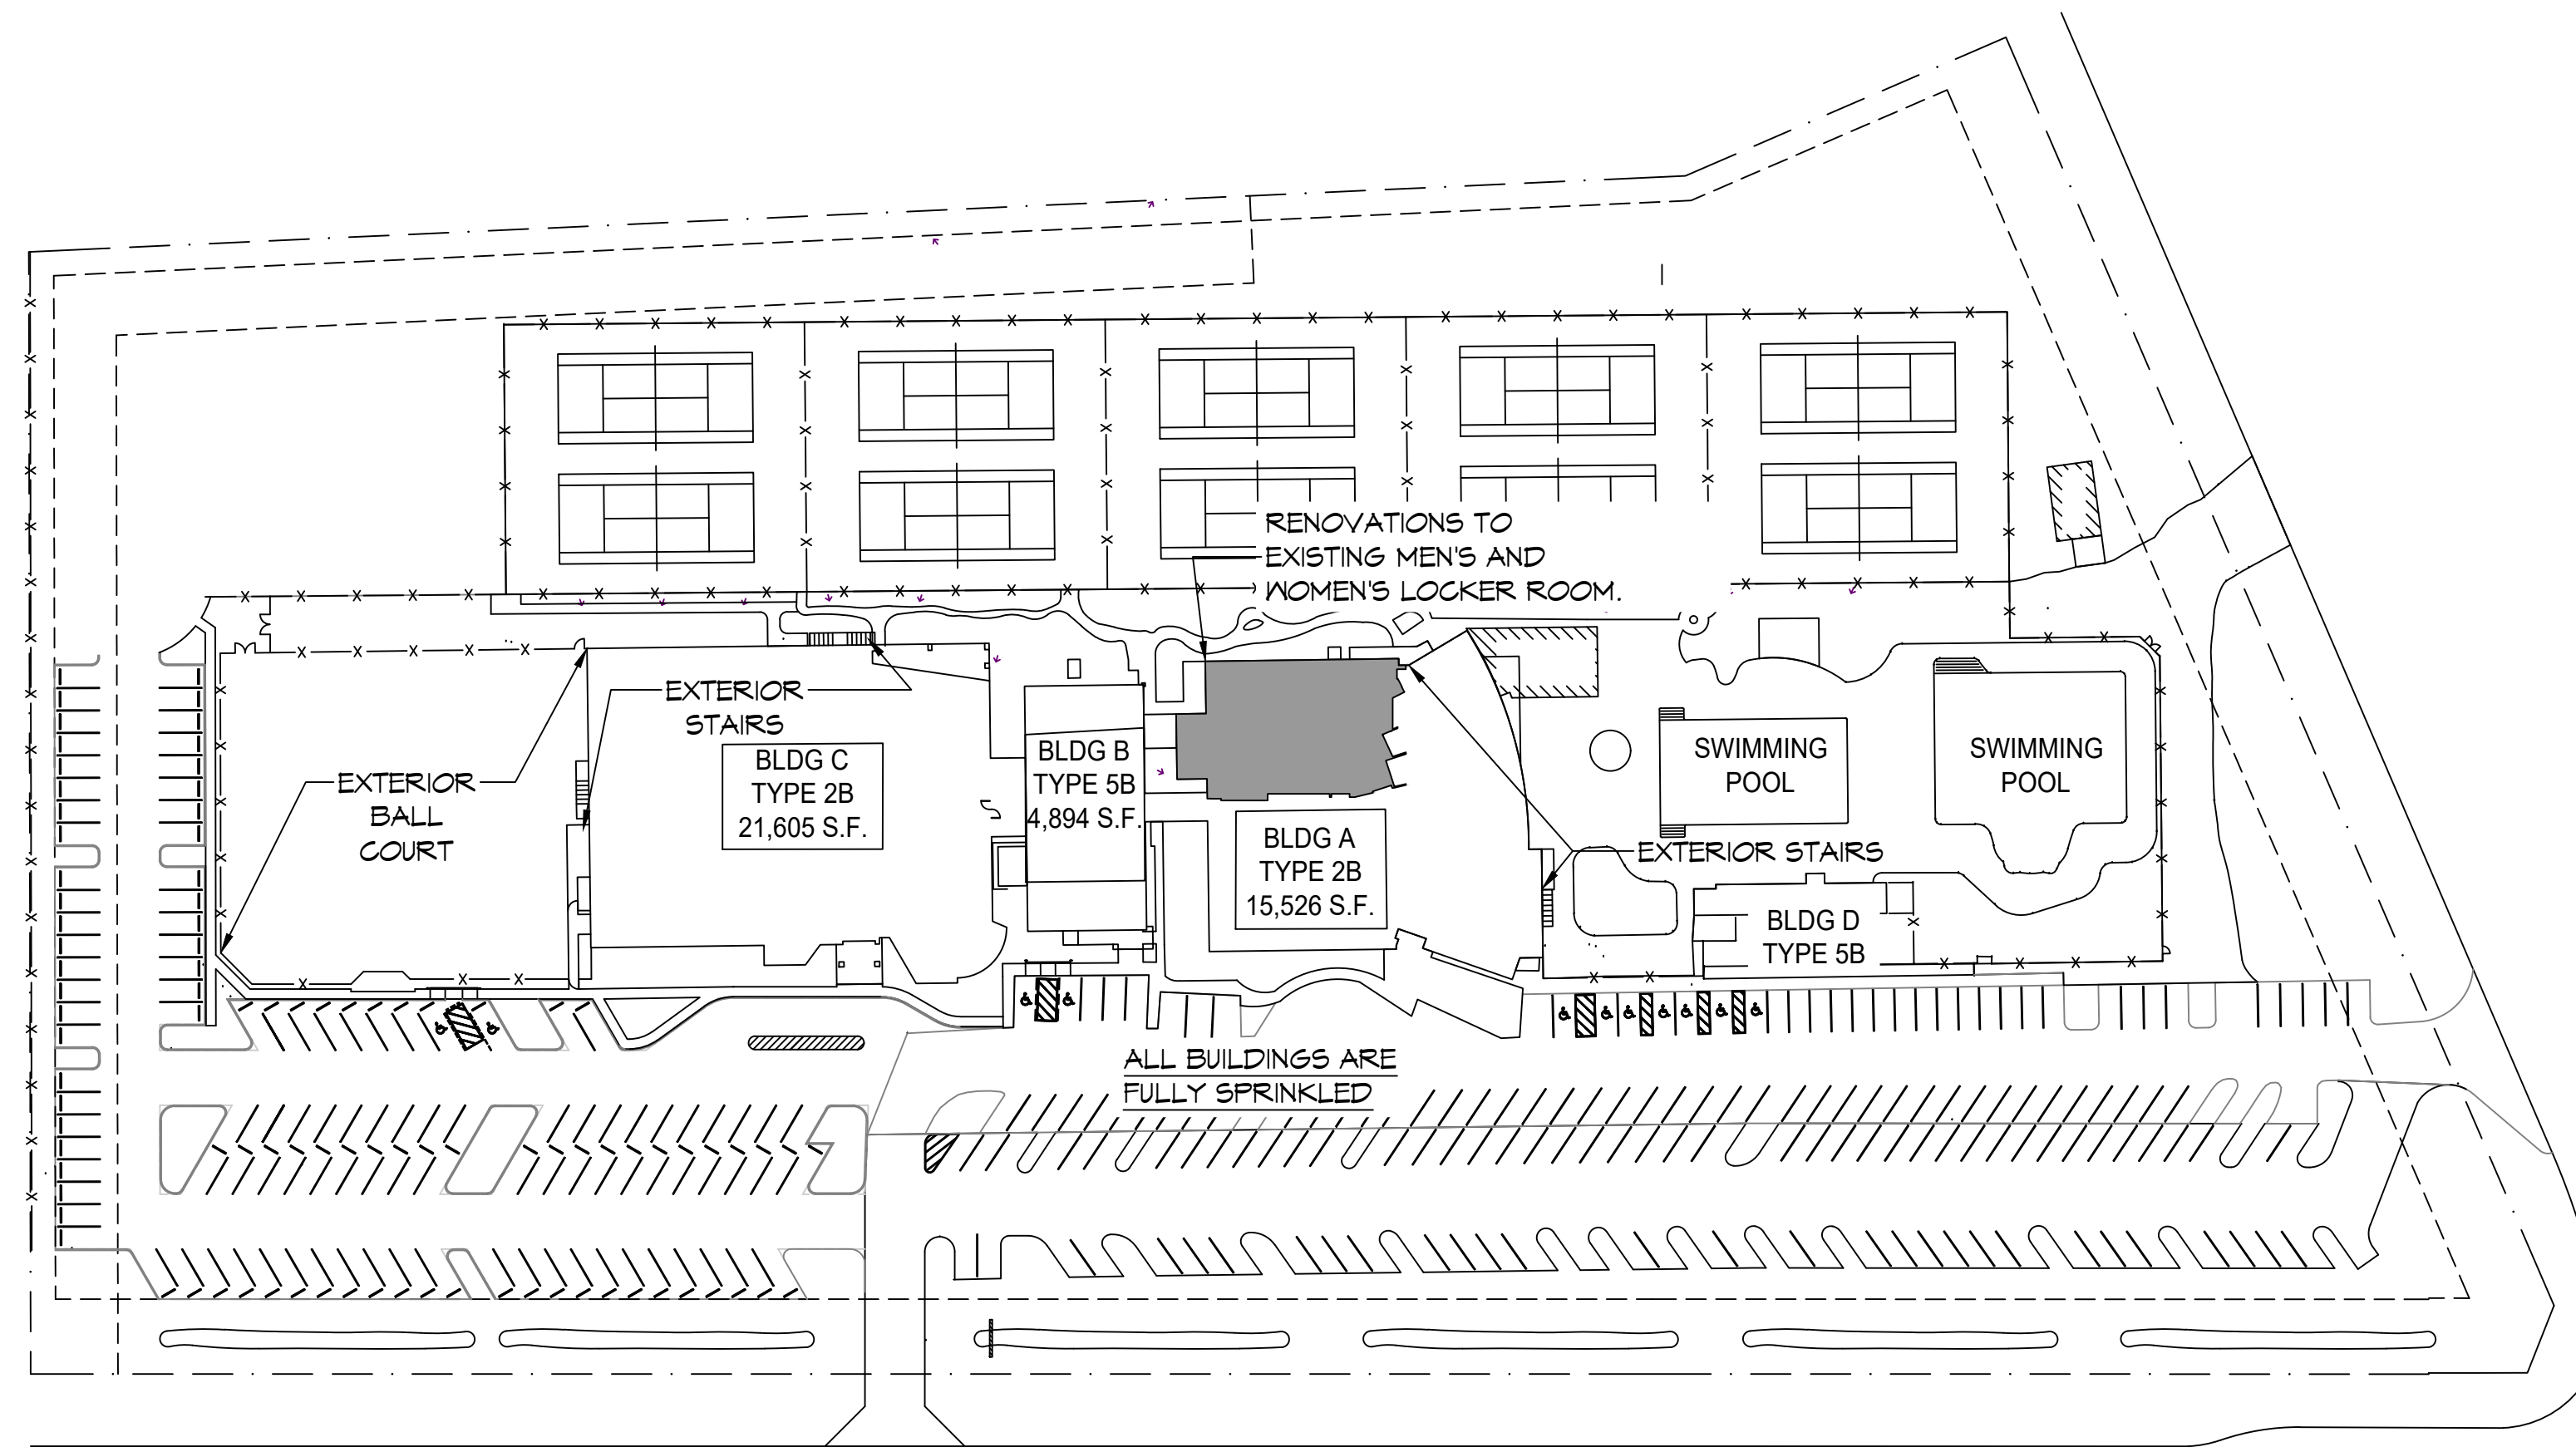 RENOVATIONS TO
EXISTING MEN'S AND
WOMEN'S LOCKER ROOM.
EXTERIOR
STAIRS
BLDG C
TYPE 2B
21,605 S.F.
BLDG B
TYPE 5B
4,894 S.F.
SWIMMING
POOL
SWIMMING
POOL
EXTERIOR
BALL
COURT
BLDG A
TYPE 2B
15,526 S.F.
EXTERIOR STAIRS
BLDG D
TYPE 5B
ALL BUILDINGS ARE
FULLY SPRINKLED